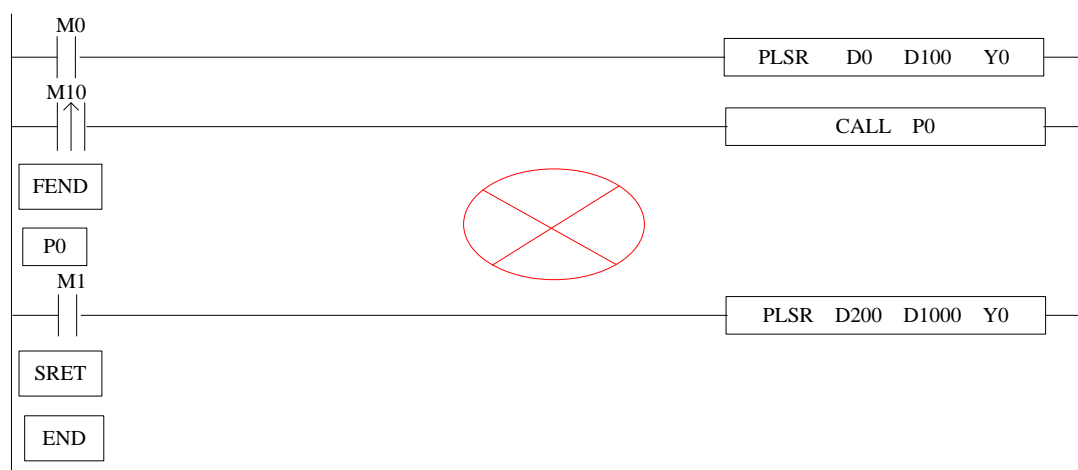 M0
PLSR D0 D100 Y0
M10
CALL P0
FEND
P0
M1
PLSR D200 D1000 Y0
SRET
END